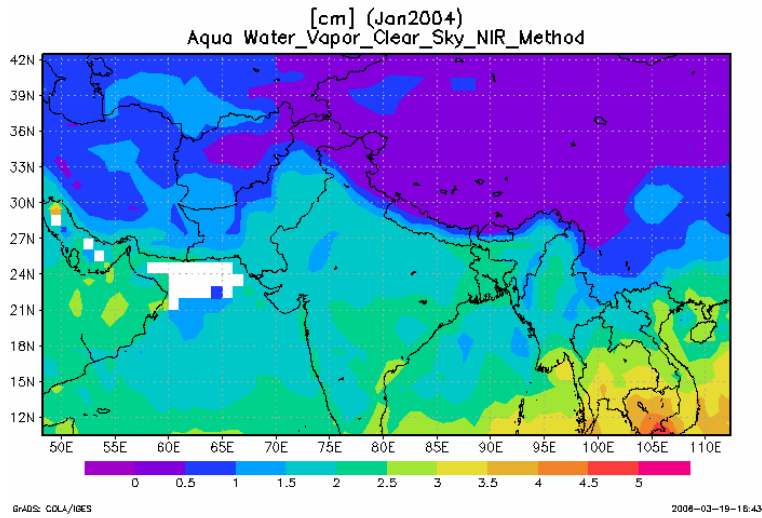 [cm] (Jan2004)
Aqua Water_Vapor_Clear_Sky_NIR_Method
42N
39N
36N
33N
30N
27N
24N
21N
18N
15N
12N
50E 55E 60E 65E 70E 75E 80E 85E 90E 95E 100E 105E 110E
0 0.5 1 1.5 2 2.5 3 3.5 4 4.5 5
GrADS: COLA/IGES 2006-03-19-16:43